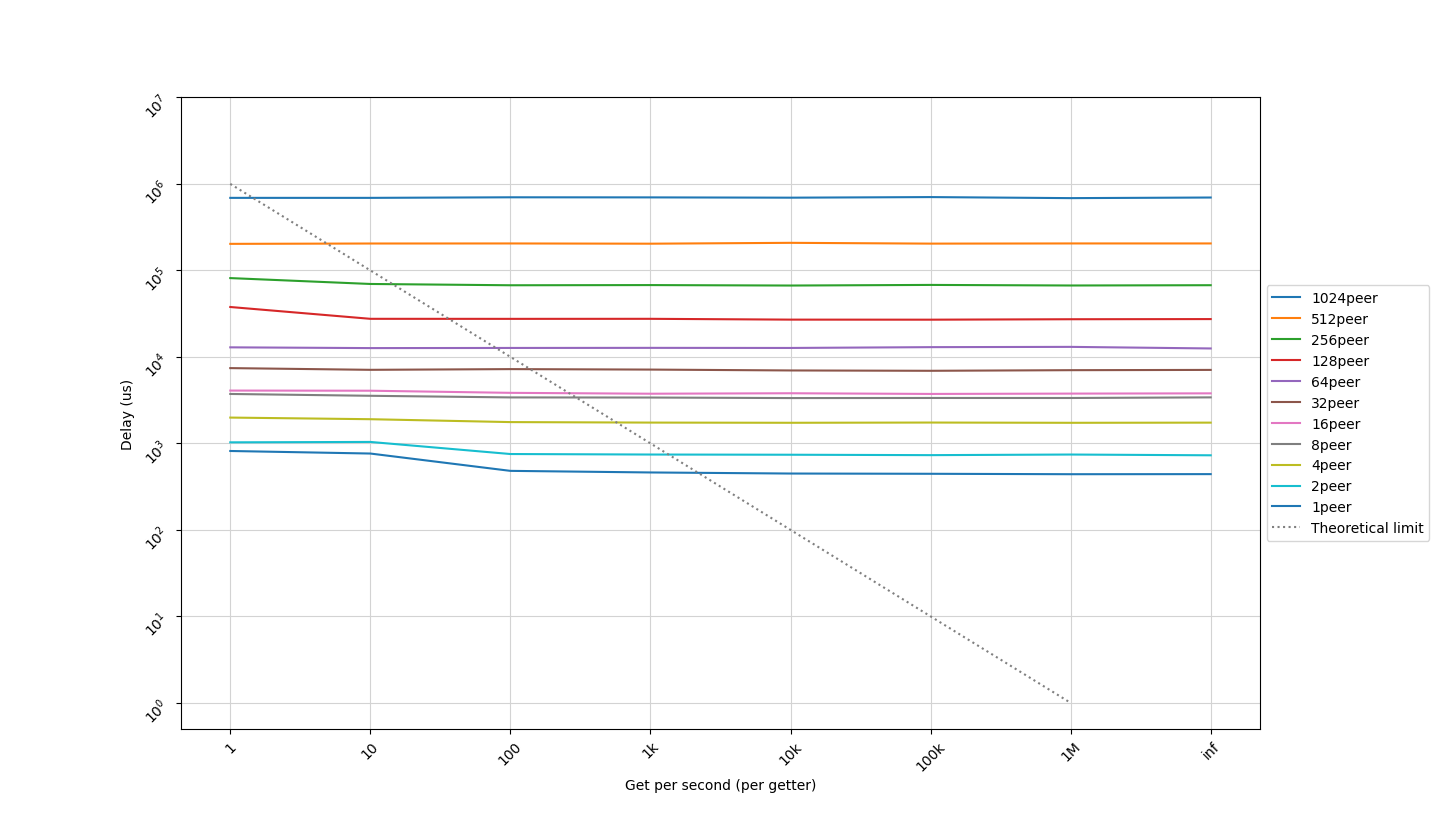 10^7
10^6
10^5
10^4
10^3
10^2
10^1
10^0
Delay (us)
1
10
100
1k
10k
100k
1M
inf
Get per second (per getter)
1024peer
512peer
256peer
128peer
64peer
32peer
16peer
8peer
4peer
2peer
1peer
Theoretical limit